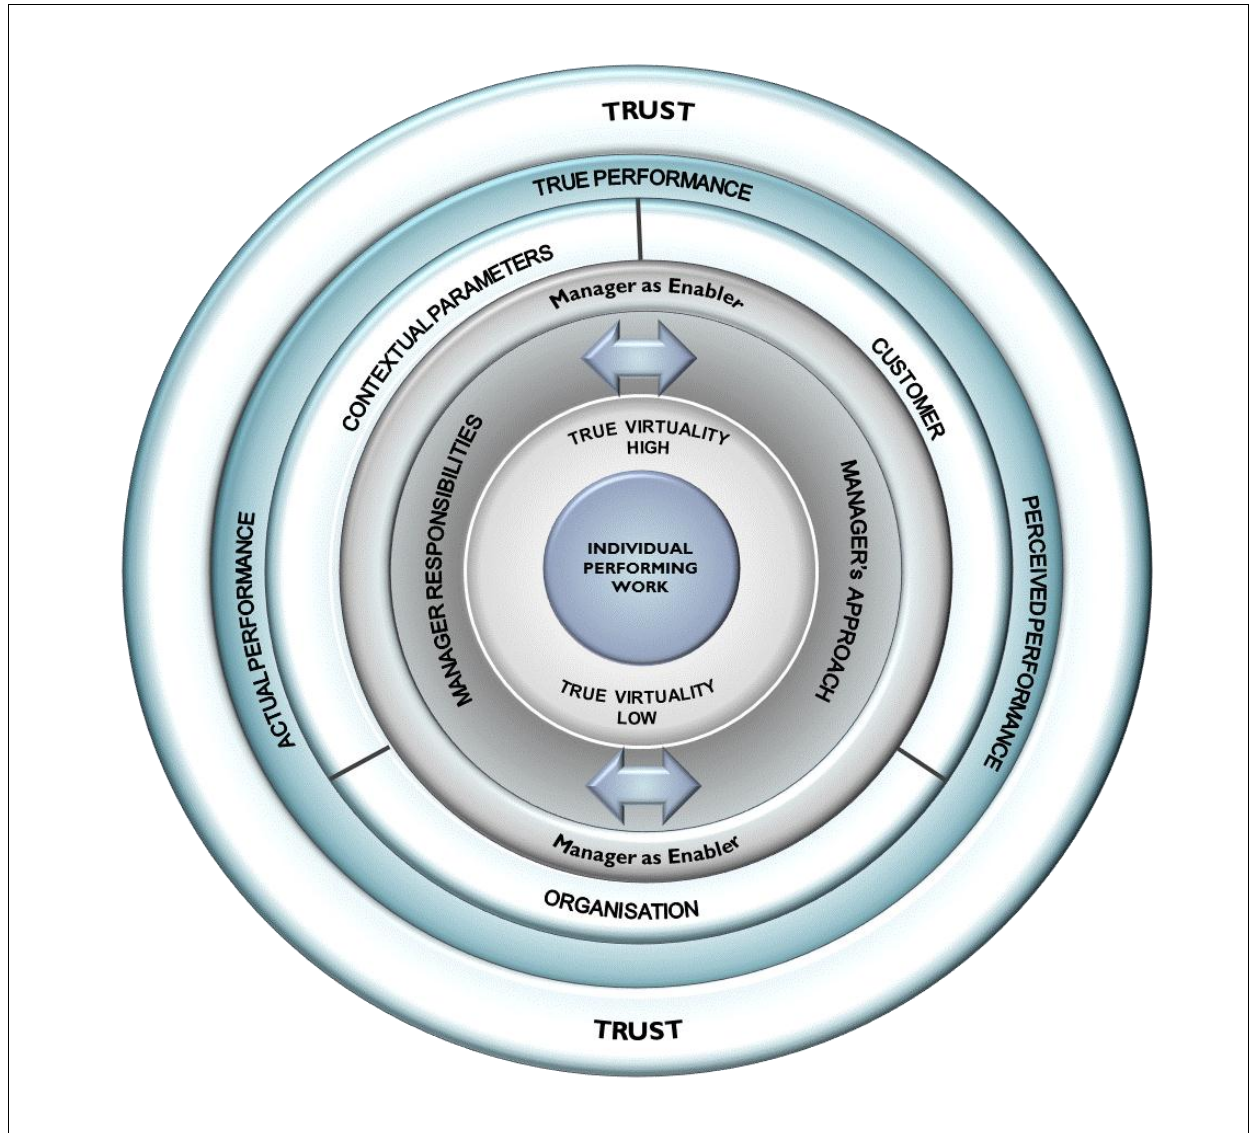 TRUST
TRUE PERFORMANCE
CONTEXTUAL PARAMETERS
Manager as Enabler
CUSTOMER
MANAGER RESPONSIBILITIES
TRUE VIRTUALITY
HIGH
MANAGER's APPROACH
ACTUAL PERFORMANCE
PERCEIVED PERFORMANCE
INDIVIDUAL
PERFORMING
WORK
TRUE VIRTUALITY
LOW
Manager as Enabler
ORGANISATION
TRUST